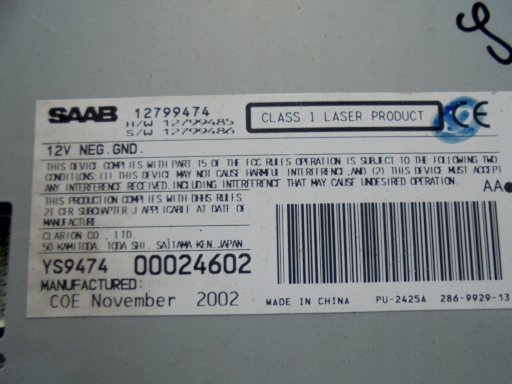 SAAB 12799474
H/W 12799485
S/W 12799486
CLASS 1 LASER PRODUCT
CE
12V NEG.GND.
THIS DEVICE COMPLIES WITH PART 15 OF THE FCC RULES OPERATION IS SUBJECT TO THE FOLLOWING TWO
CONDITIONS: (1) THIS DEVICE MAY NOT CAUSE HARMFUL INTERFERENCE, AND (2) THIS DEVICE MUST ACCEPT
ANY INTERFERENCE RECEIVED, INCLUDING INTERFERENCE THAT MAY CAUSE UNDESIRED OPERATION.
AA
THIS PRODUCTION COMPLIES WITH DHHS RULES
21 CFR SUBCHAPTER J APPLICABLE AT DATE OF
MANUFACTURE
CLARION CO., LTD.
50 KAMITODA, TODA SHI, SAITAMA KEN, JAPAN
YS9474 00024602
MANUFACTURED:
COE November 2002
MADE IN CHINA PU-2425A 286-9929-13